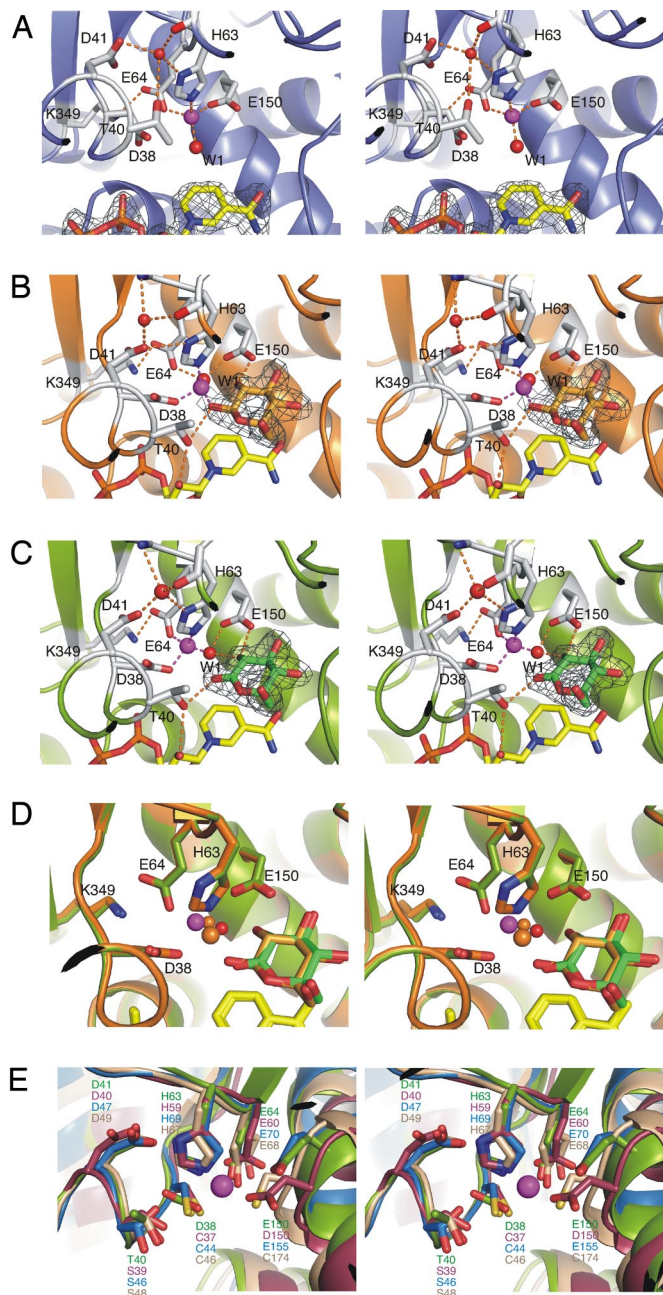 A
D41 H63
E64
E150
K349
T40
D38
W1
D41 H63
E64
E150
K349
T40
D38
W1
B
H63
D41
E150
K349
E64
W1
D38
T40
H63
D41
E150
K349
E64
W1
D38
T40
C
H63
D41
E150
K349
E64
D38
W1
T40
H63
D41
E150
K349
E64
D38
W1
T40
D
H63
E64
E150
K349
D38
H63
E64
E150
K349
D38
E
D41
D40
D47
D49
H63
H59
H69
H67
E64
E60
E70
E68
D38
C37
C44
C46
E150
D150
E155
C174
T40
S39
S46
S48
D41
D40
D47
D49
H63
H59
H69
H67
E64
E60
E70
E68
D38
C37
C44
C46
E150
D150
E155
C174
T40
S39
S46
S48